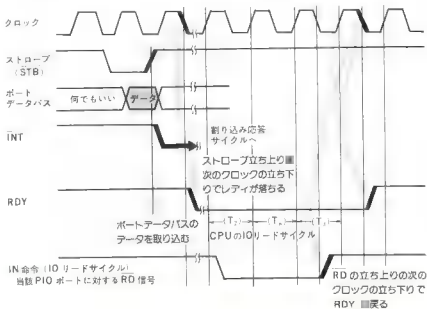 クロック
ストローブ
(STB)
ポート
データバス
何でもいい
データ
INT
割り込み応答
サイクルへ
ストローブ立ち上り
次のクロックの立ち下
りでレディが落ちる
RDY
ポートデータバスの
データを取り込む
(T₂)
(T₃)
CPUのIOリードサイクル
IN命令(IOリードサイクル)
当該PIOポートに対するRD信号
RDの立ち上りの次の
クロックの立ち下りで
RDY 戻る